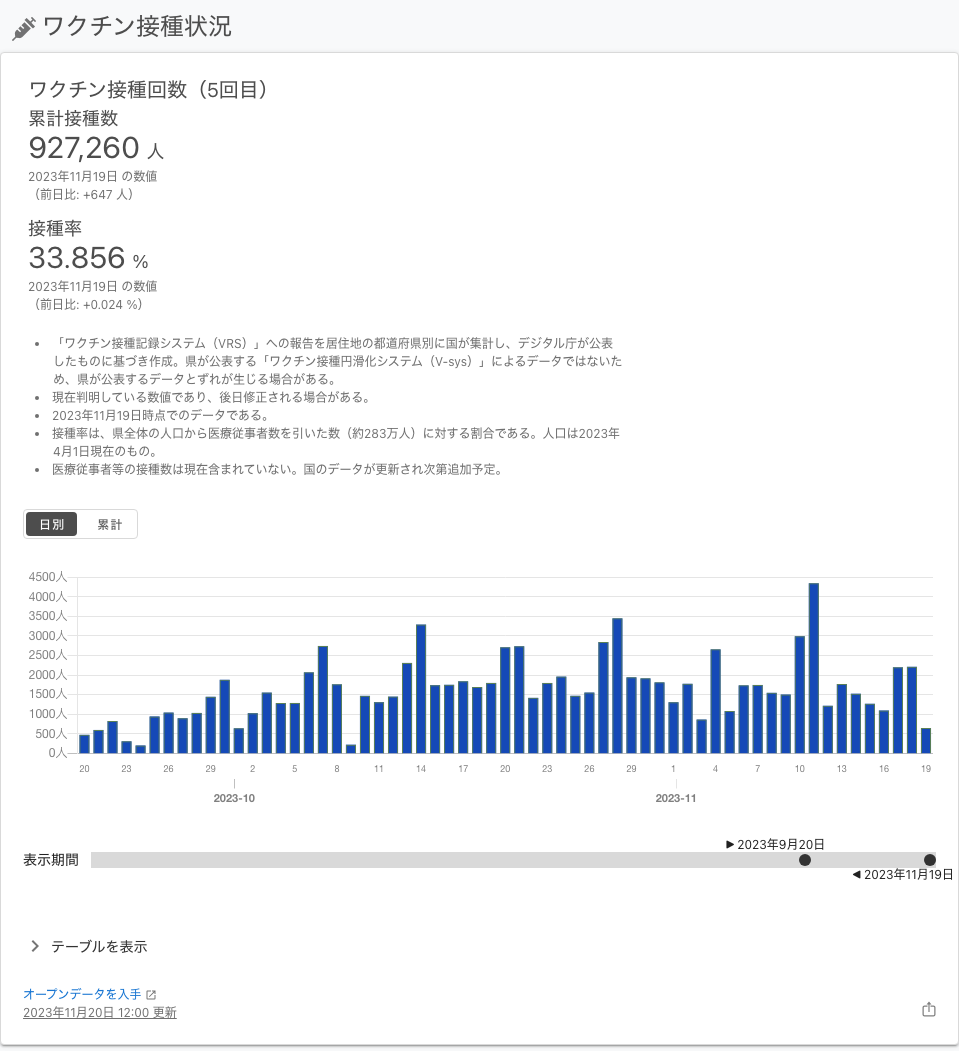 ワクチン接種状況
ワクチン接種回数（5回目）
累計接種数
927,260 人
2023年11月19日 の数値
（前日比: +647 人）
接種率
33.856 %
2023年11月19日 の数値
（前日比: +0.024 %）
• 「ワクチン接種記録システム（VRS）」への報告を居住地の都道府県別に国が集計し、デジタル庁が公表
したものに基づき作成。県が公表する「ワクチン接種円滑化システム（V-sys）」によるデータではないた
め、県が公表するデータとずれが生じる場合がある。
• 現在判明している数値であり、後日修正される場合がある。
• 2023年11月19日時点でのデータである。
• 接種率は、県全体の人口から医療従事者数を引いた数（約283万人）に対する割合である。人口は2023年
4月1日現在のもの。
• 医療従事者等の接種数は現在含まれていない。国のデータが更新され次第追加予定。
日別 累計
4500人
4000人
3500人
3000人
2500人
2000人
1500人
1000人
500人
0人
20 23 26 29 2 5 8 11 14 17 20 23 26 29 1 4 7 10 13 16 19
2023-10 2023-11
▶ 2023年9月20日
表示期間
◀ 2023年11月19日
テーブルを表示
オープンデータを入手
2023年11月20日 12:00 更新